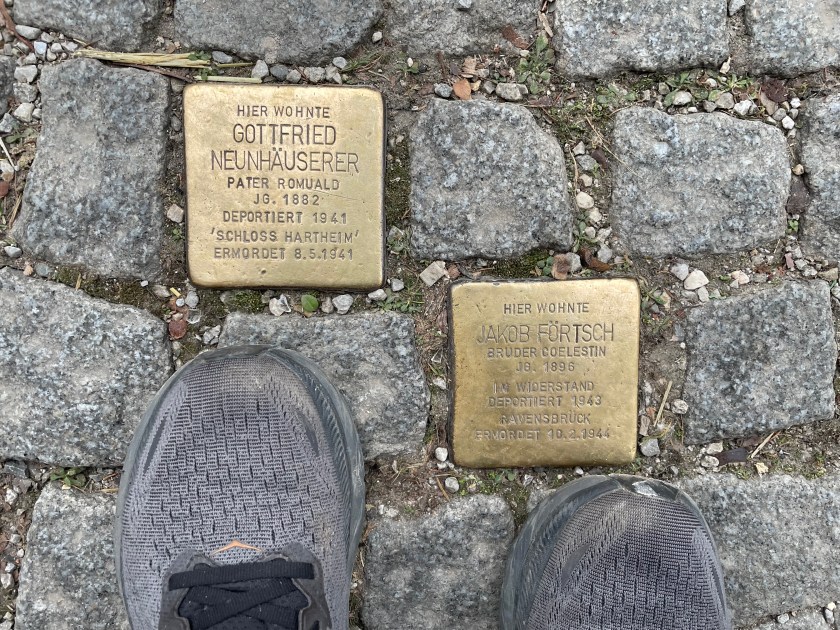 HIER WOHNTE
GOTTFRIED
NEUNHÄUSERER
PATER ROMUALD
JG. 1882
DEPORTIERT 1941
'SCHLOSS HARTHEIM'
ERMORDET 8.5.1941
HIER WOHNTE
JAKOB FÖRTSCH
BRUDER COELESTIN
JG. 1896
IM WIDERSTAND
DEPORTIERT 1943
RAVENSBRÜCK
ERMORDET 10.2.1944